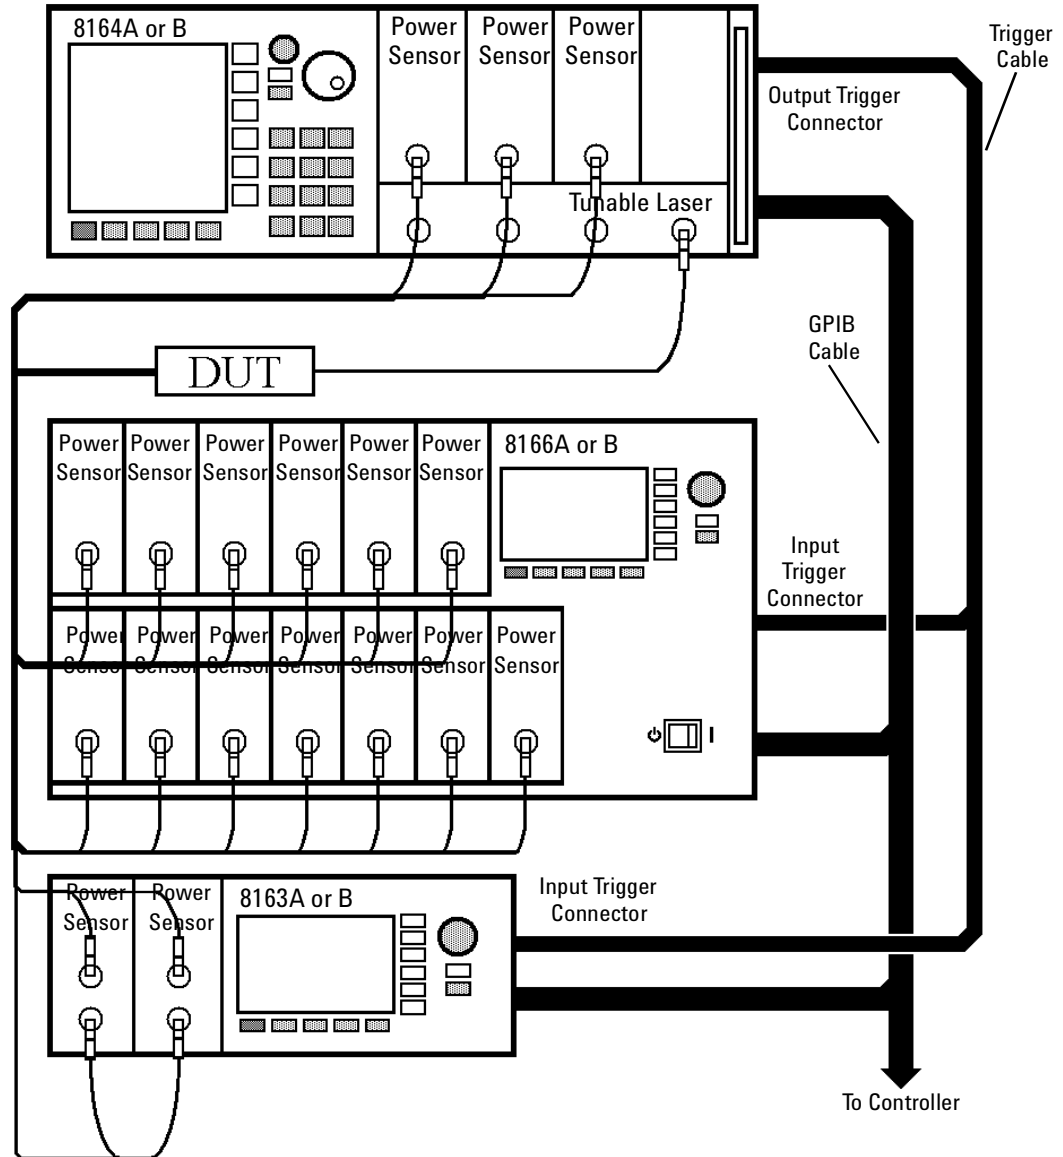 8164A or B
Power
Sensor
Power
Sensor
Power
Sensor
Tunable Laser
Output Trigger
Connector
Trigger
Cable
GPIB
Cable
DUT
Power
Sensor
Power
Sensor
Power
Sensor
Power
Sensor
Power
Sensor
Power
Sensor
8166A or B
Input
Trigger
Connector
Power
Sensor
Power
Sensor
Power
Sensor
Power
Sensor
Power
Sensor
Power
Sensor
Power
Sensor
Power
Sensor
Power
Sensor
8163A or B
Input Trigger
Connector
To Controller